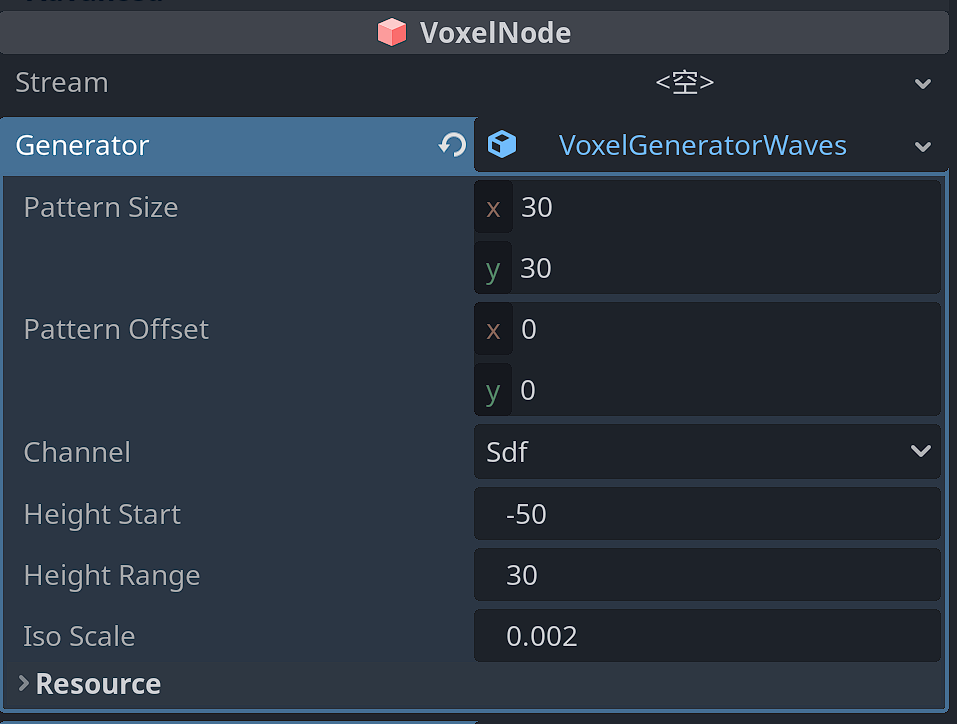 VoxelNode
Stream <空>
Generator VoxelGeneratorWaves
Pattern Size x 30
y 30
Pattern Offset x 0
y 0
Channel Sdf
Height Start -50
Height Range 30
Iso Scale 0.002
Resource